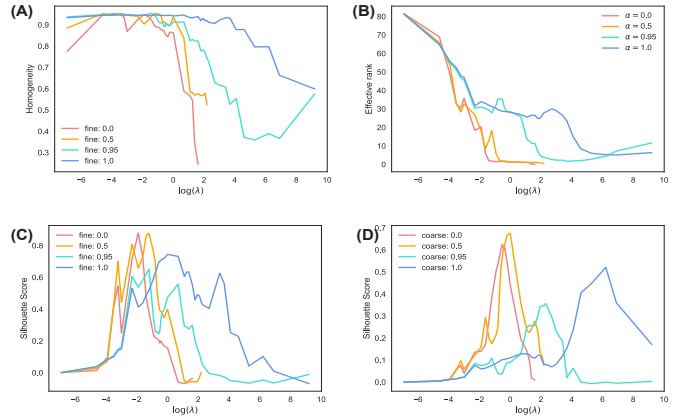 (A)
0.9
0.8
0.7
0.6
0.5
0.4
0.3
Homogeneity
fine: 0.0
fine: 0.5
fine: 0.95
fine: 1.0
−6 −4 −2 0 2 4 6 8 10
log(λ)
(B)
80
70
60
50
40
30
20
10
0
Effective rank
α = 0.0
α = 0.5
α = 0.95
α = 1.0
−6 −4 −2 0 2 4 6 8 10
log(λ)
(C)
0.8
0.6
0.4
0.2
0.0
Silhouette Score
fine: 0.0
fine: 0.5
fine: 0.95
fine: 1.0
−6 −4 −2 0 2 4 6 8 10
log(λ)
(D)
0.7
0.6
0.5
0.4
0.3
0.2
0.1
0.0
Silhouette Score
coarse: 0.0
coarse: 0.5
coarse: 0.95
coarse: 1.0
−6 −4 −2 0 2 4 6 8 10
log(λ)